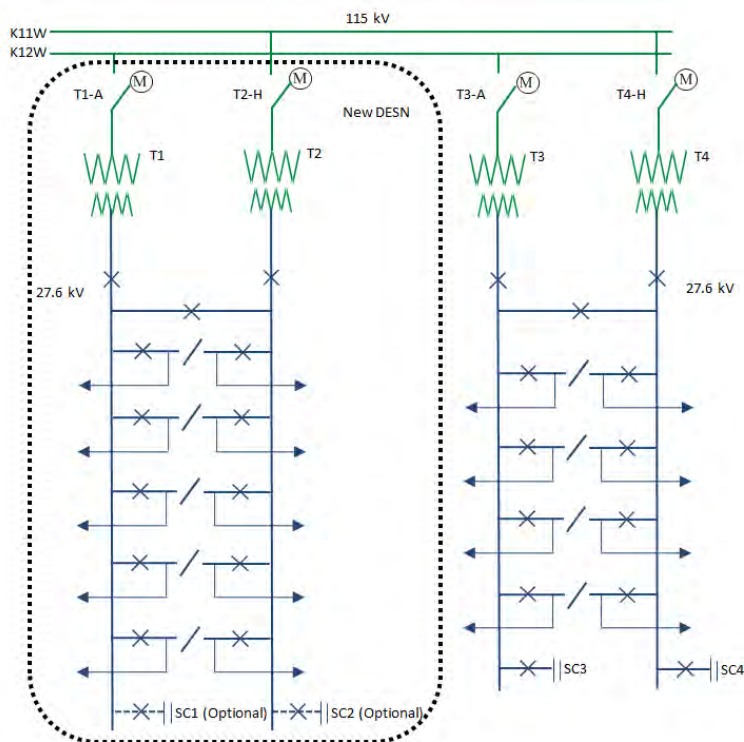 115 kV
K11W
K12W
M
M
M
M
T1-A
T2-H
T3-A
T4-H
New DESN
T1
T2
T3
T4
27.6 kV
27.6 kV
SC3
SC4
SC1 (Optional)
SC2 (Optional)